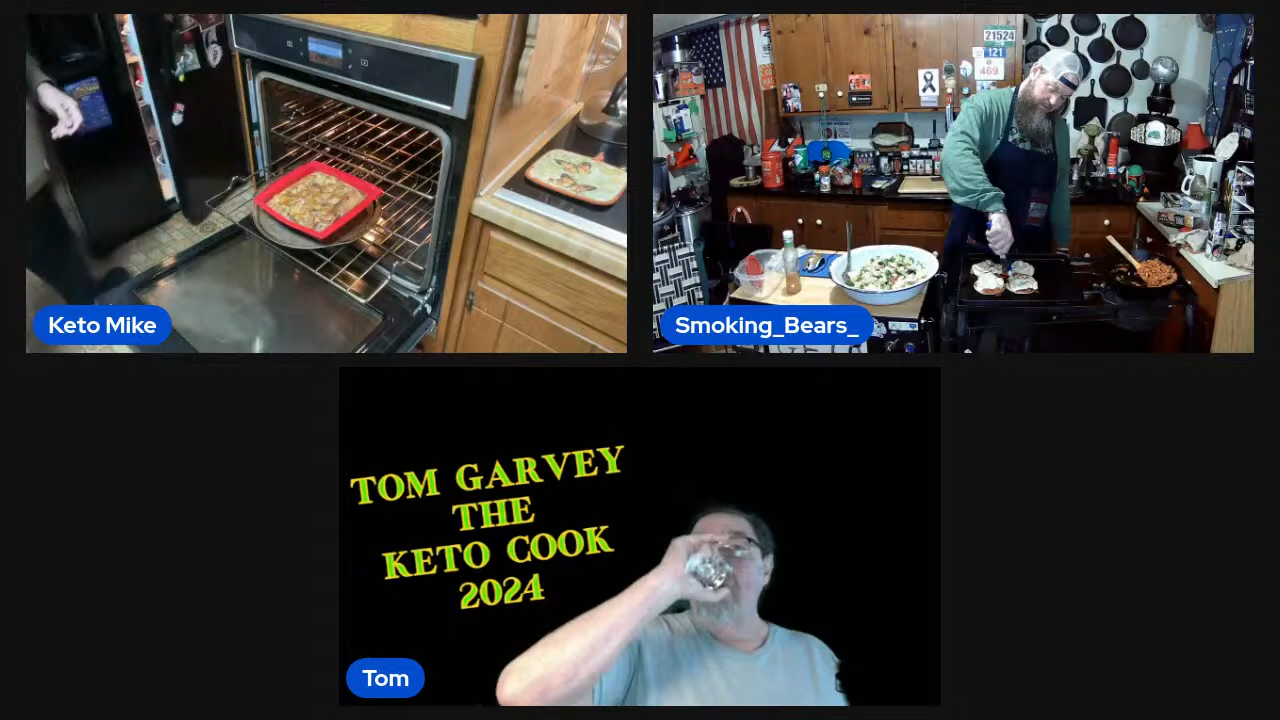 21524
121
469
Keto Mike
Smoking_Bears_
TOM GARVEY
THE
KETO COOK
2024
Tom